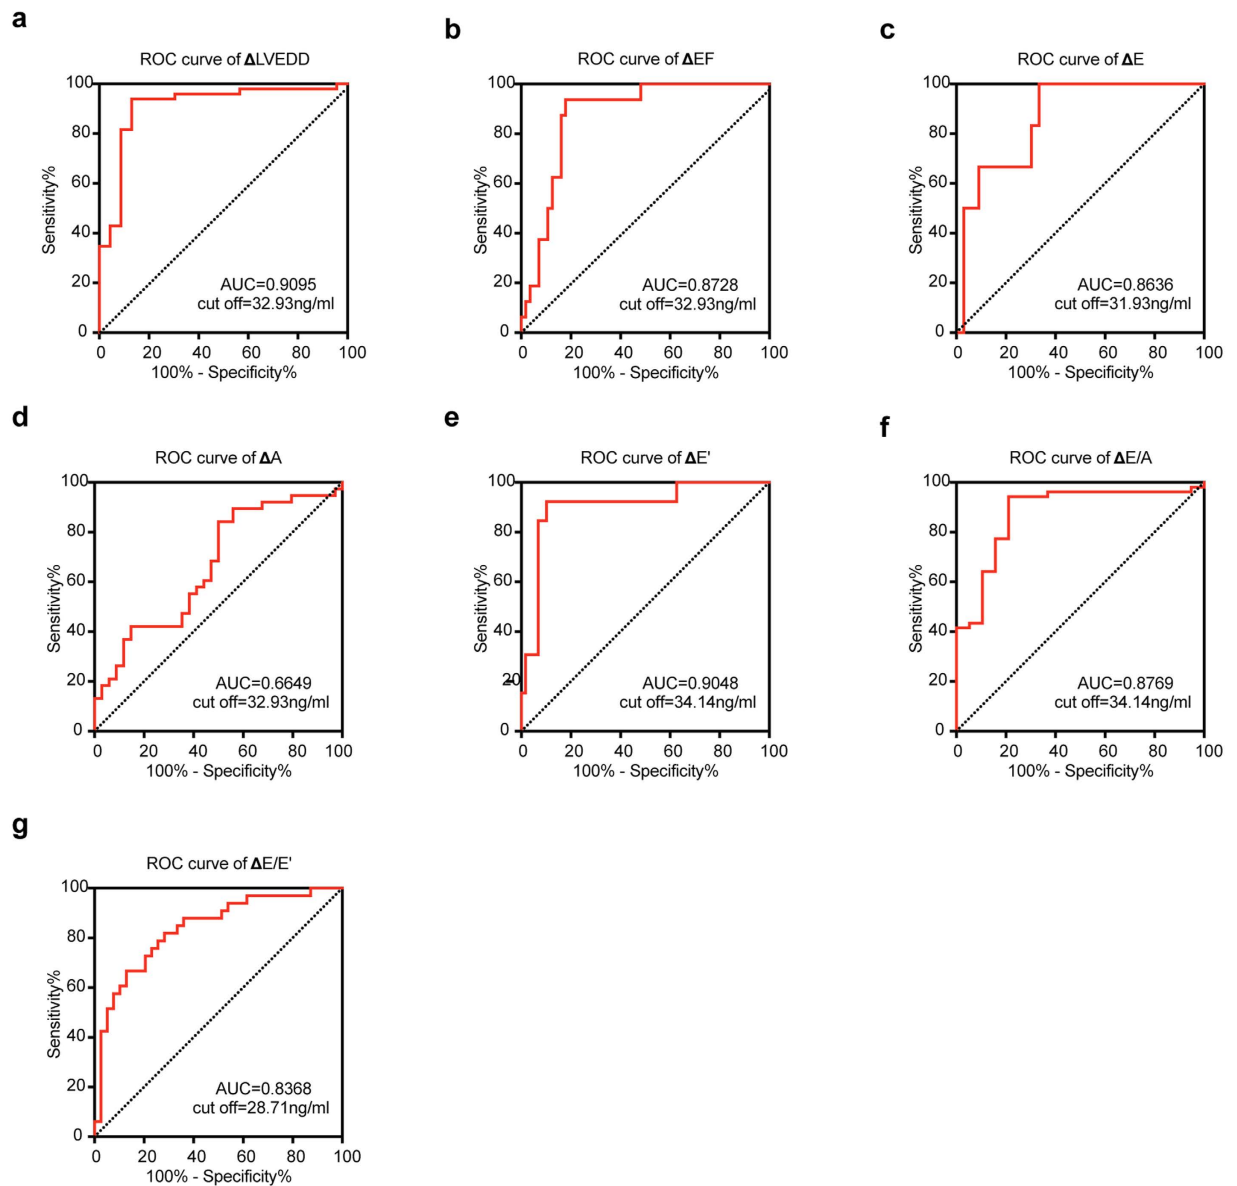 a
ROC curve of ΔLVEDD
100
80
60
40
20
0
Sensitivity%
AUC=0.9095
cut off=32.93ng/ml
0 20 40 60 80 100
100% - Specificity%
b
ROC curve of ΔEF
100
80
60
40
20
0
Sensitivity%
AUC=0.8728
cut off=32.93ng/ml
0 20 40 60 80 100
100% - Specificity%
c
ROC curve of ΔE
100
80
60
40
20
0
Sensitivity%
AUC=0.8636
cut off=31.93ng/ml
0 20 40 60 80 100
100% - Specificity%
d
ROC curve of ΔA
100
80
60
40
20
0
Sensitivity%
AUC=0.6649
cut off=32.93ng/ml
0 20 40 60 80 100
100% - Specificity%
e
ROC curve of ΔE'
100
80
60
40
20
0
Sensitivity%
AUC=0.9048
cut off=34.14ng/ml
0 20 40 60 80 100
100% - Specificity%
f
ROC curve of ΔE/A
100
80
60
40
20
0
Sensitivity%
AUC=0.8769
cut off=34.14ng/ml
0 20 40 60 80 100
100% - Specificity%
g
ROC curve of ΔE/E'
100
80
60
40
20
0
Sensitivity%
AUC=0.8368
cut off=28.71ng/ml
0 20 40 60 80 100
100% - Specificity%